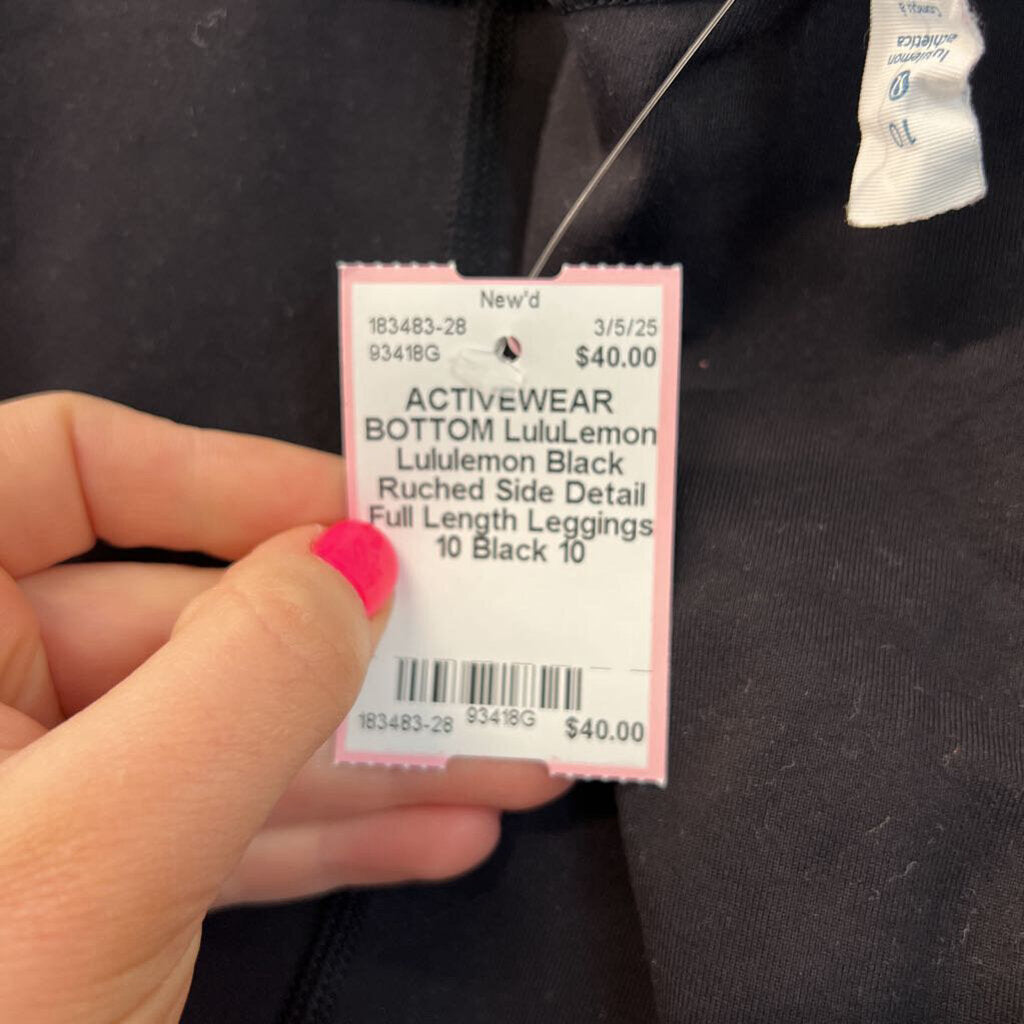 New'd
183483-28 3/5/25
93418G $40.00
ACTIVEWEAR
BOTTOM LuluLemon
Lululemon Black
Ruched Side Detail
Full Length Leggings
10 Black 10
183483-28 93418G $40.00
lululemon
athletica
10